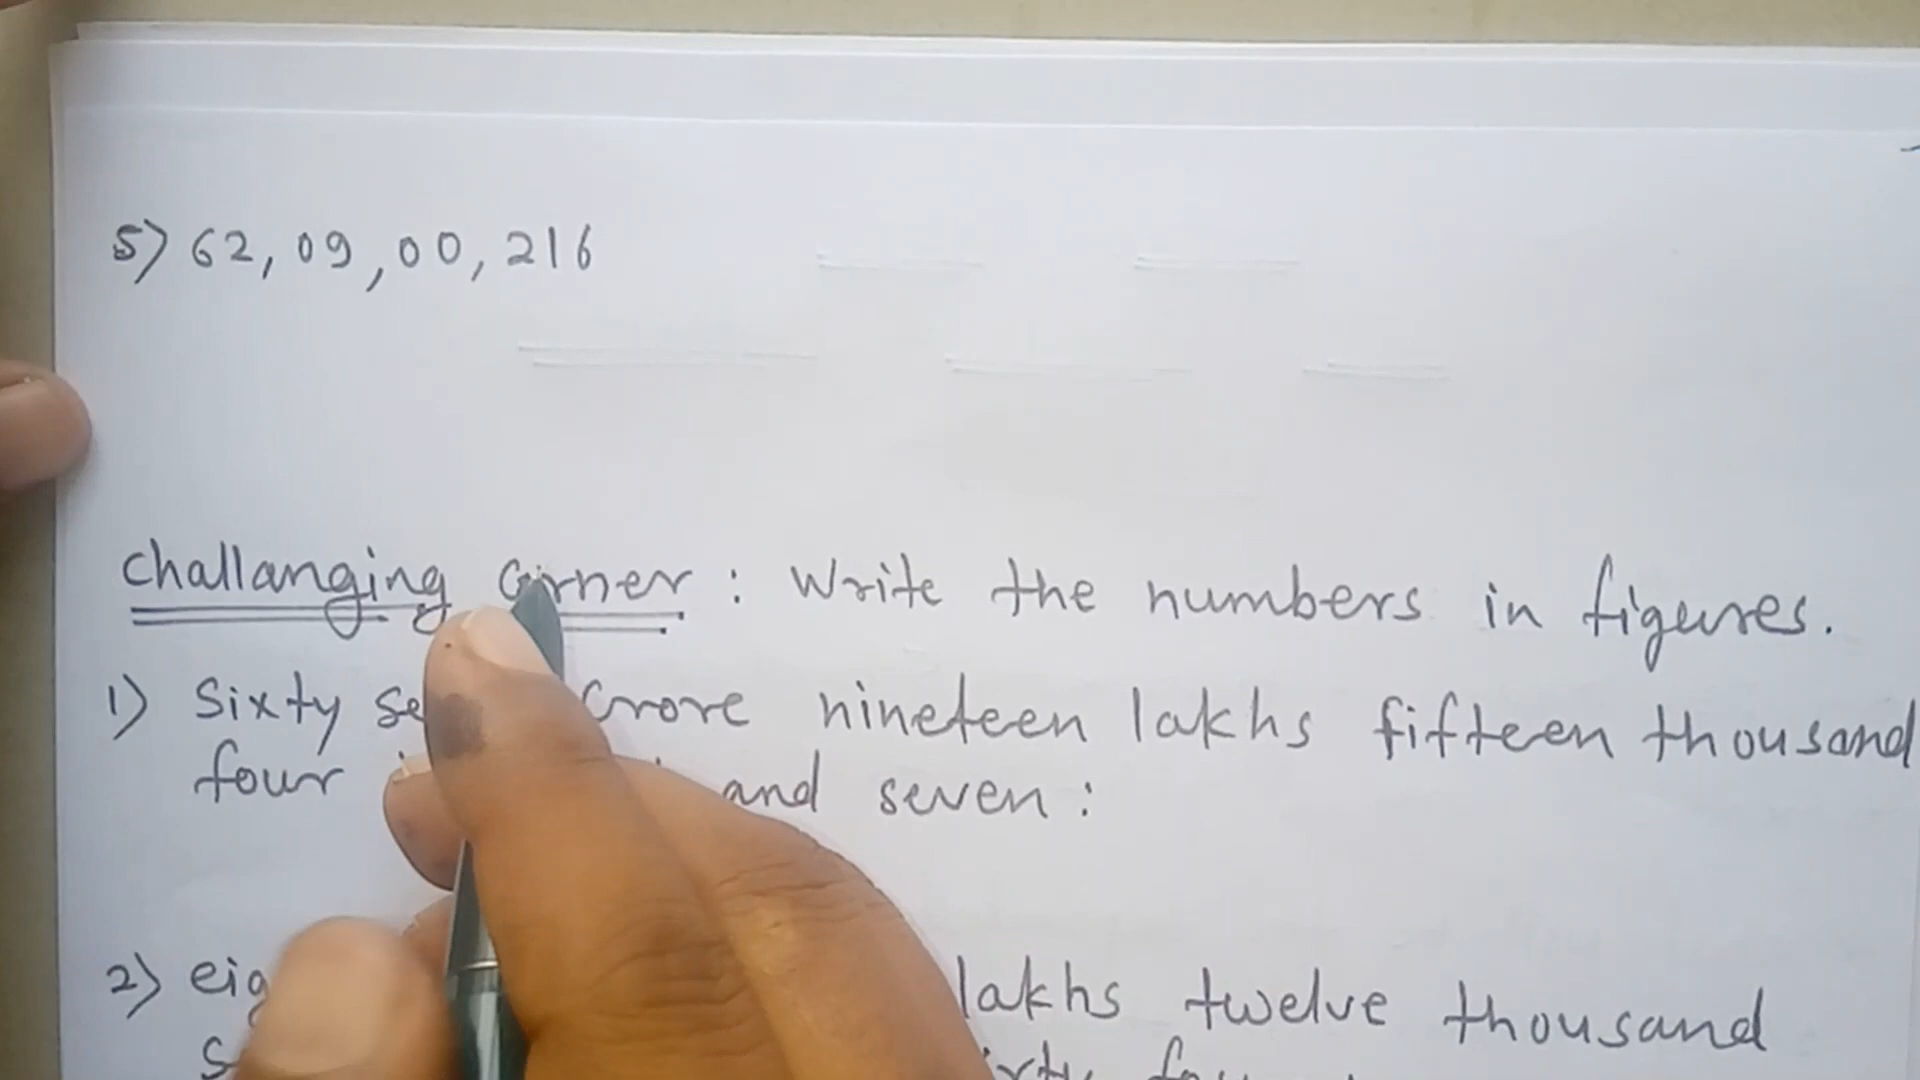 5) 62,09,00,216
challanging Corner : Write the numbers in figures.
1) Sixty crore nineteen lakhs fifteen thousand
four and seven :
2) lakhs twelve thousand